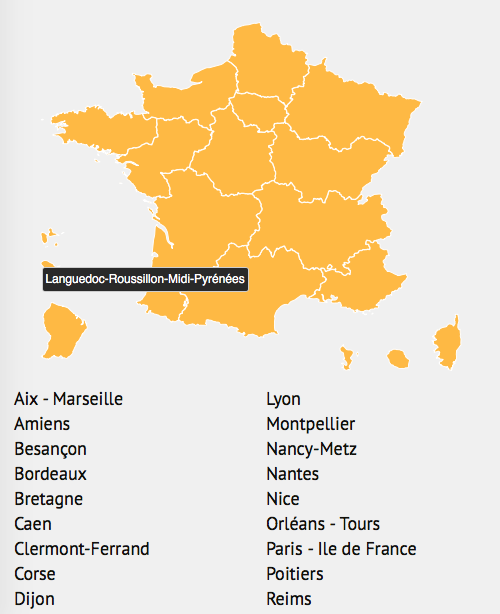 Languedoc-Roussillon-Midi-Pyrénées
Aix - Marseille
Amiens
Besançon
Bordeaux
Bretagne
Caen
Clermont-Ferrand
Corse
Dijon
Lyon
Montpellier
Nancy-Metz
Nantes
Nice
Orléans - Tours
Paris - Ile de France
Poitiers
Reims